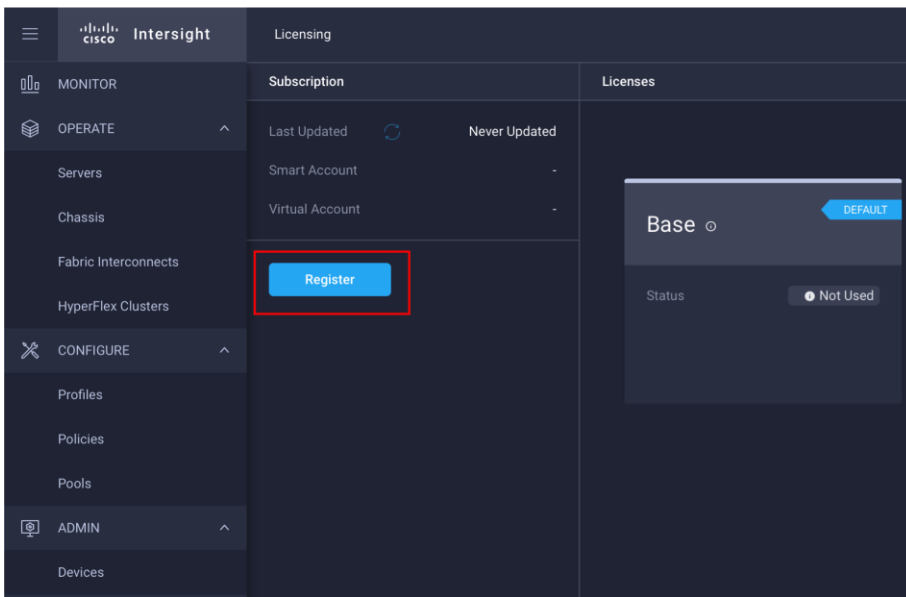 cisco Intersight
Licensing
MONITOR
OPERATE
Servers
Chassis
Fabric Interconnects
HyperFlex Clusters
CONFIGURE
Profiles
Policies
Pools
ADMIN
Devices
Subscription
Last Updated Never Updated
Smart Account -
Virtual Account -
Register
Licenses
DEFAULT
Base
Status Not Used